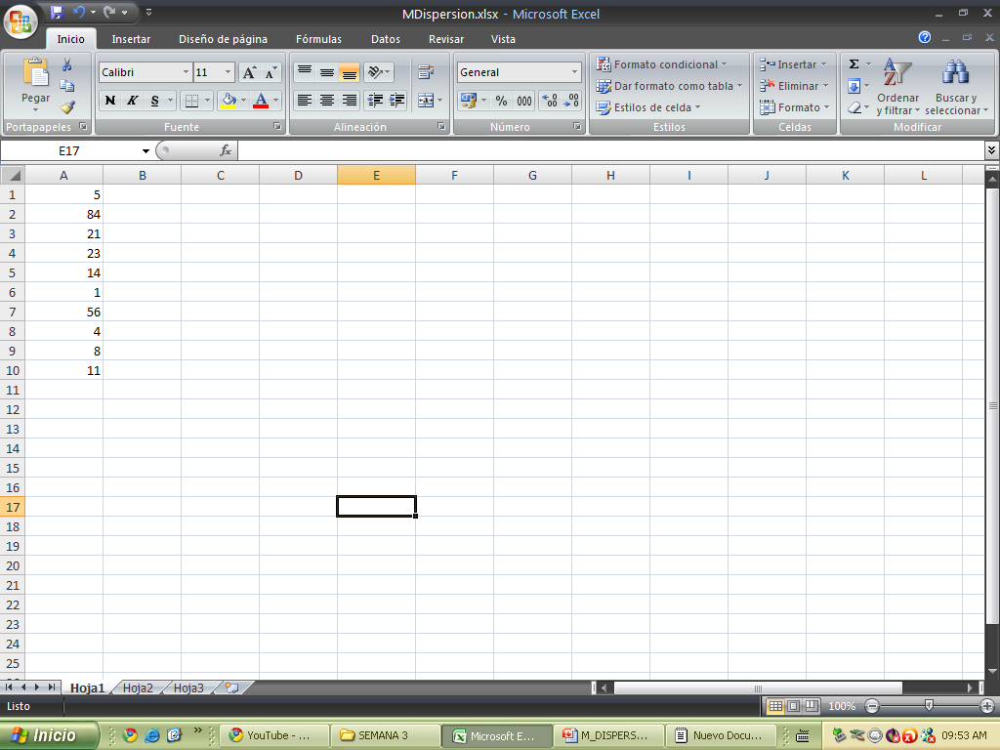 MDispersion.xlsx - Microsoft Excel
Inicio Insertar Diseño de página Fórmulas Datos Revisar Vista
Pegar
Portapapeles
Calibri 11
N K S
Fuente
Alineación
General
% 000
Número
Formato condicional
Dar formato como tabla
Estilos de celda
Estilos
Insertar
Eliminar
Formato
Celdas
Σ
Ordenar y filtrar
Buscar y seleccionar
Modificar
E17 fx
A B C D E F G H I J K L
1 5
2 84
3 21
4 23
5 14
6 1
7 56
8 4
9 8
10 11
11
12
13
14
15
16
17
18
19
20
21
22
23
24
25
Hoja1 Hoja2 Hoja3
Listo 100%
Inicio YouTube - ... SEMANA 3 Microsoft E... M_DISPERS... Nuevo Docu... 09:53 AM